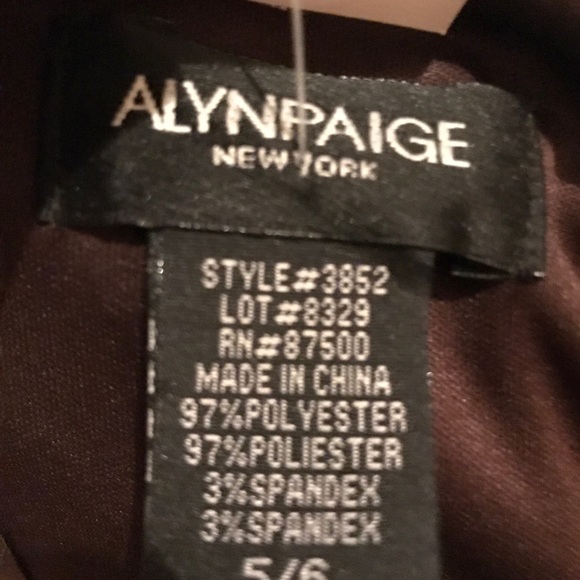 ALYNPAIGE
NEW YORK
STYLE#3852
LOT#8329
RN#87500
MADE IN CHINA
97%POLYESTER
97%POLIESTER
3%SPANDEX
3%SPANDEX
5/6